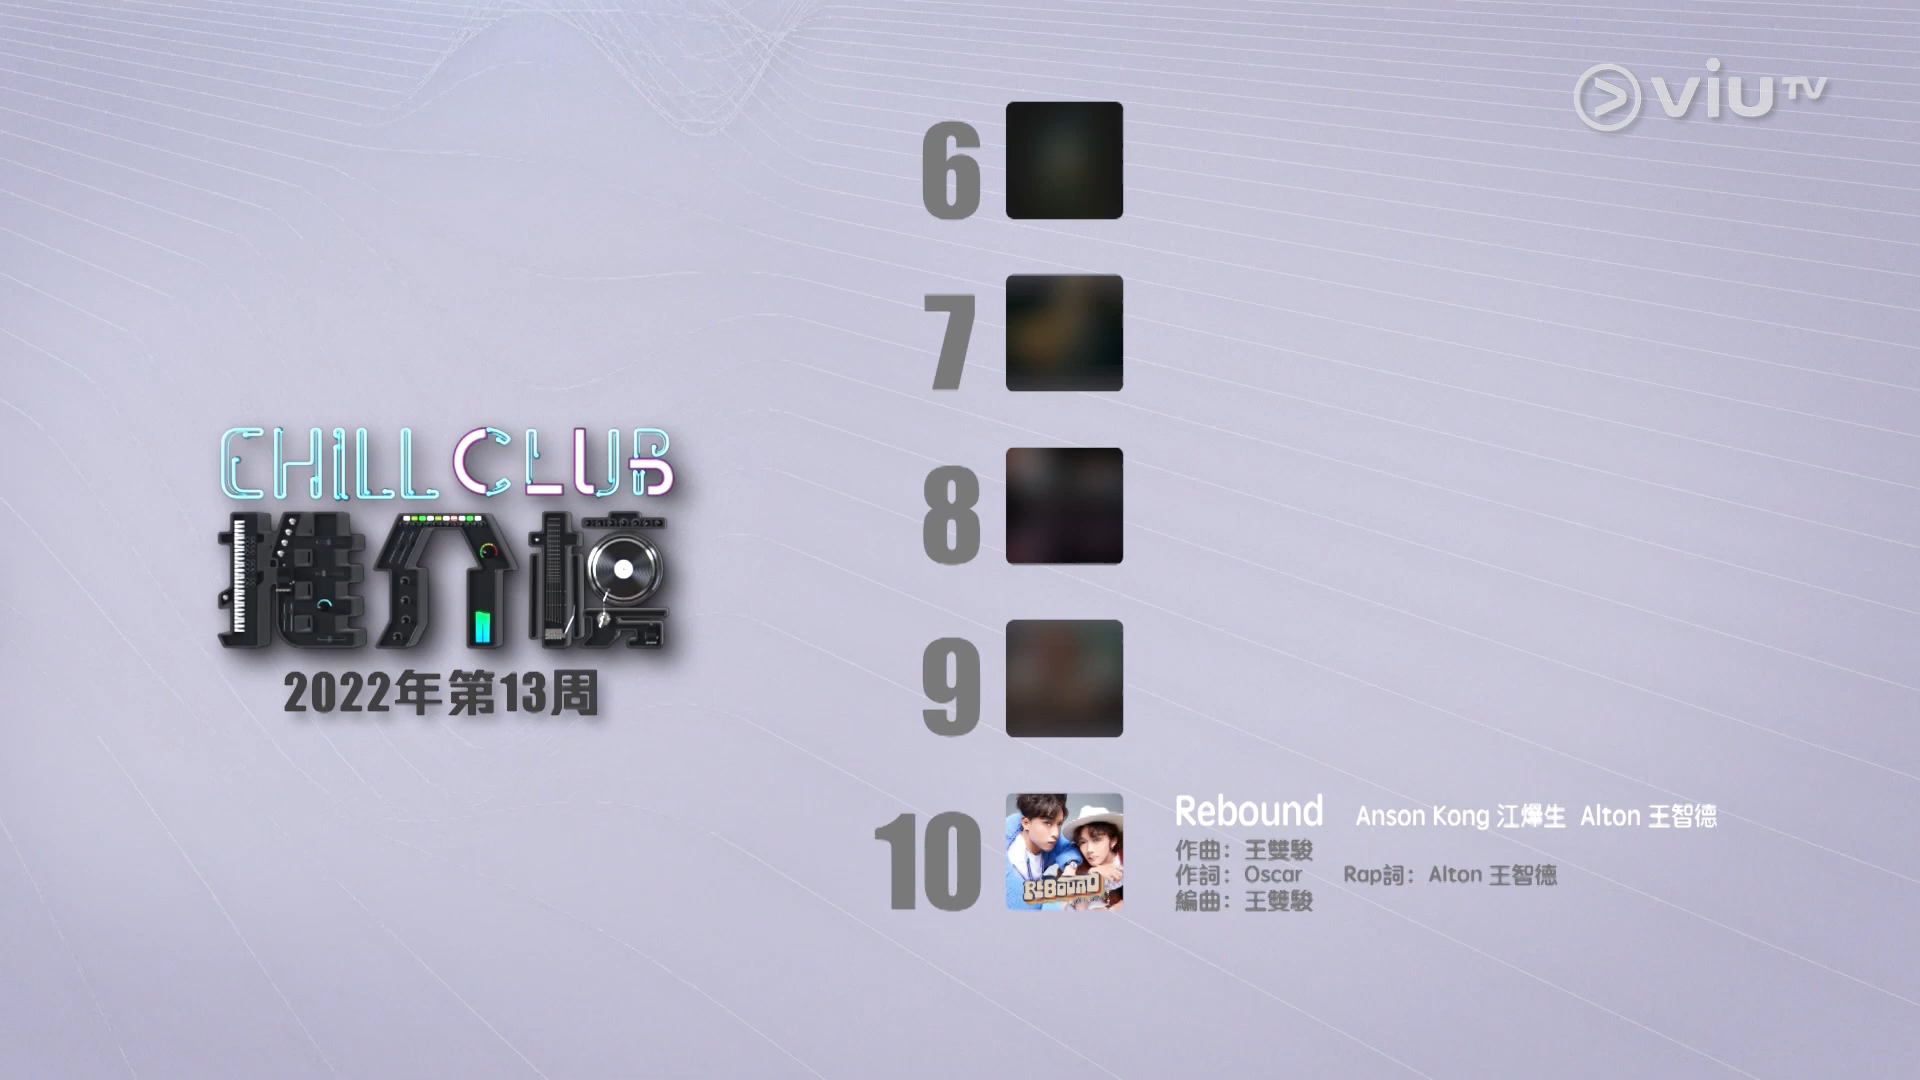 viuTV
CHILL CLUB
推介榜
2022年第13周
6
7
8
9
10
REBOUND
Rebound Anson Kong 江𤒹生 Alton 王智德
作曲：王雙駿
作詞：Oscar Rap詞：Alton 王智德
編曲：王雙駿